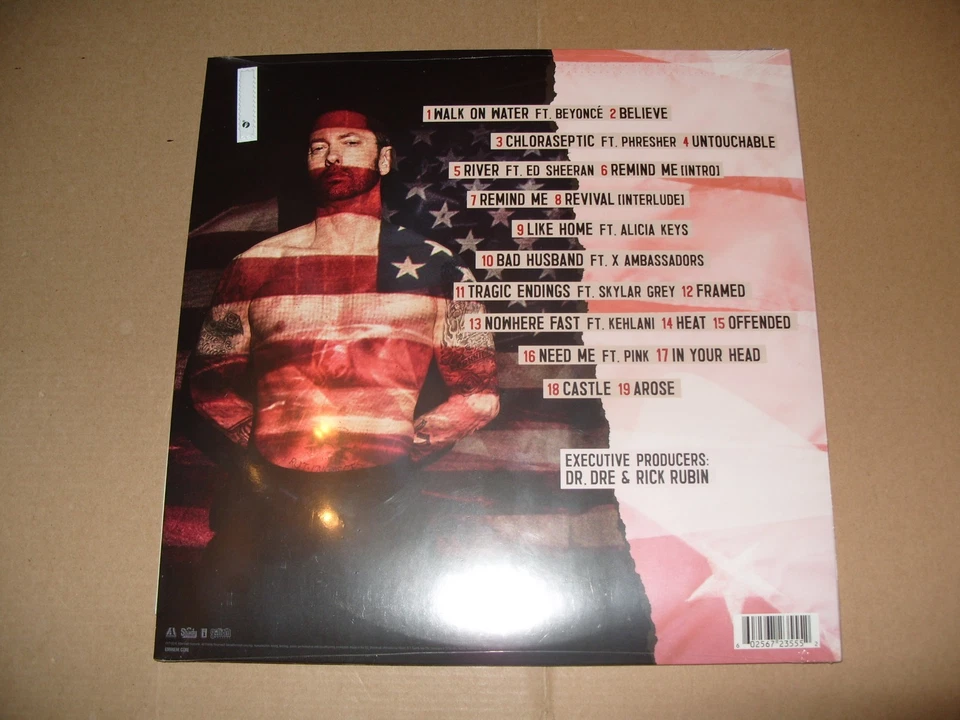 1 WALK ON WATER FT. BEYONCÉ 2 BELIEVE
3 CHLORASEPTIC FT. PHRESHER 4 UNTOUCHABLE
5 RIVER FT. ED SHEERAN 6 REMIND ME [INTRO]
7 REMIND ME 8 REVIVAL [INTERLUDE]
9 LIKE HOME FT. ALICIA KEYS
10 BAD HUSBAND FT. X AMBASSADORS
11 TRAGIC ENDINGS FT. SKYLAR GREY 12 FRAMED
13 NOWHERE FAST FT. KEHLANI 14 HEAT 15 OFFENDED
16 NEED ME FT. PINK 17 IN YOUR HEAD
18 CASTLE 19 AROSE
EXECUTIVE PRODUCERS:
DR. DRE & RICK RUBIN
6 02567 23555 2